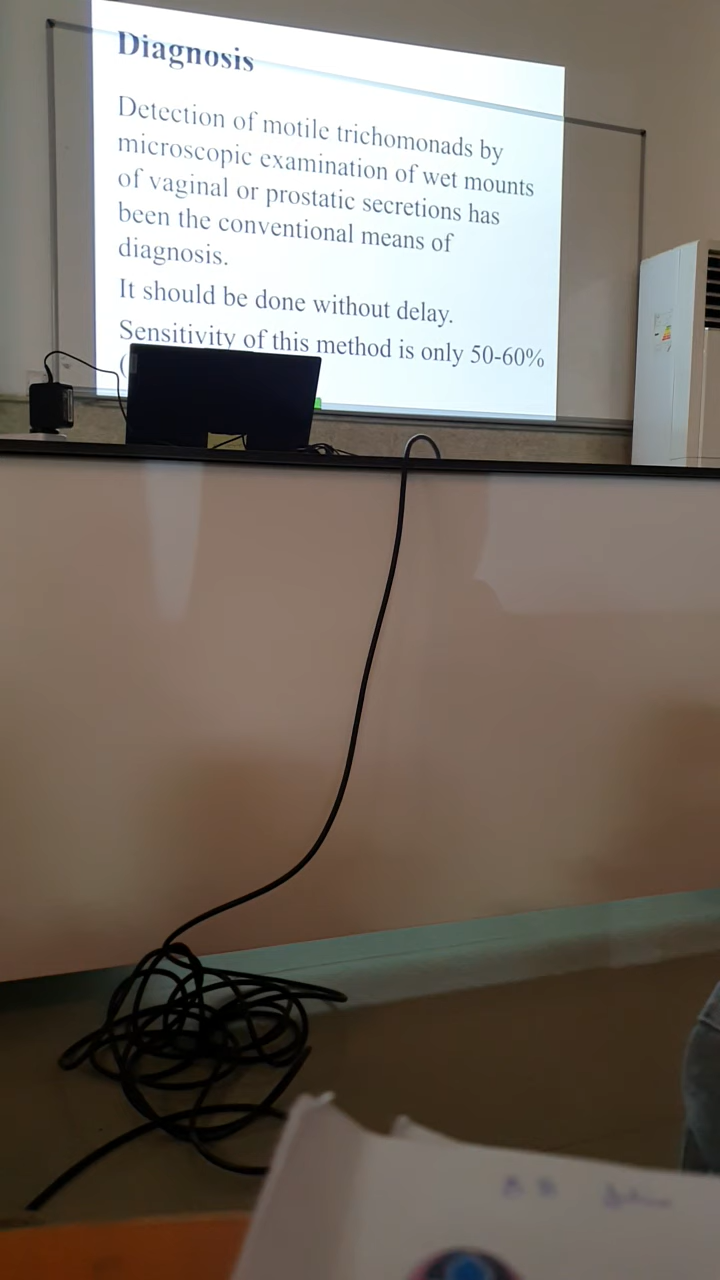 Diagnosis
Detection of motile trichomonads by
microscopic examination of wet mounts
of vaginal or prostatic secretions has
been the conventional means of
diagnosis.
It should be done without delay.
Sensitivity of this method is only 50-60%
(